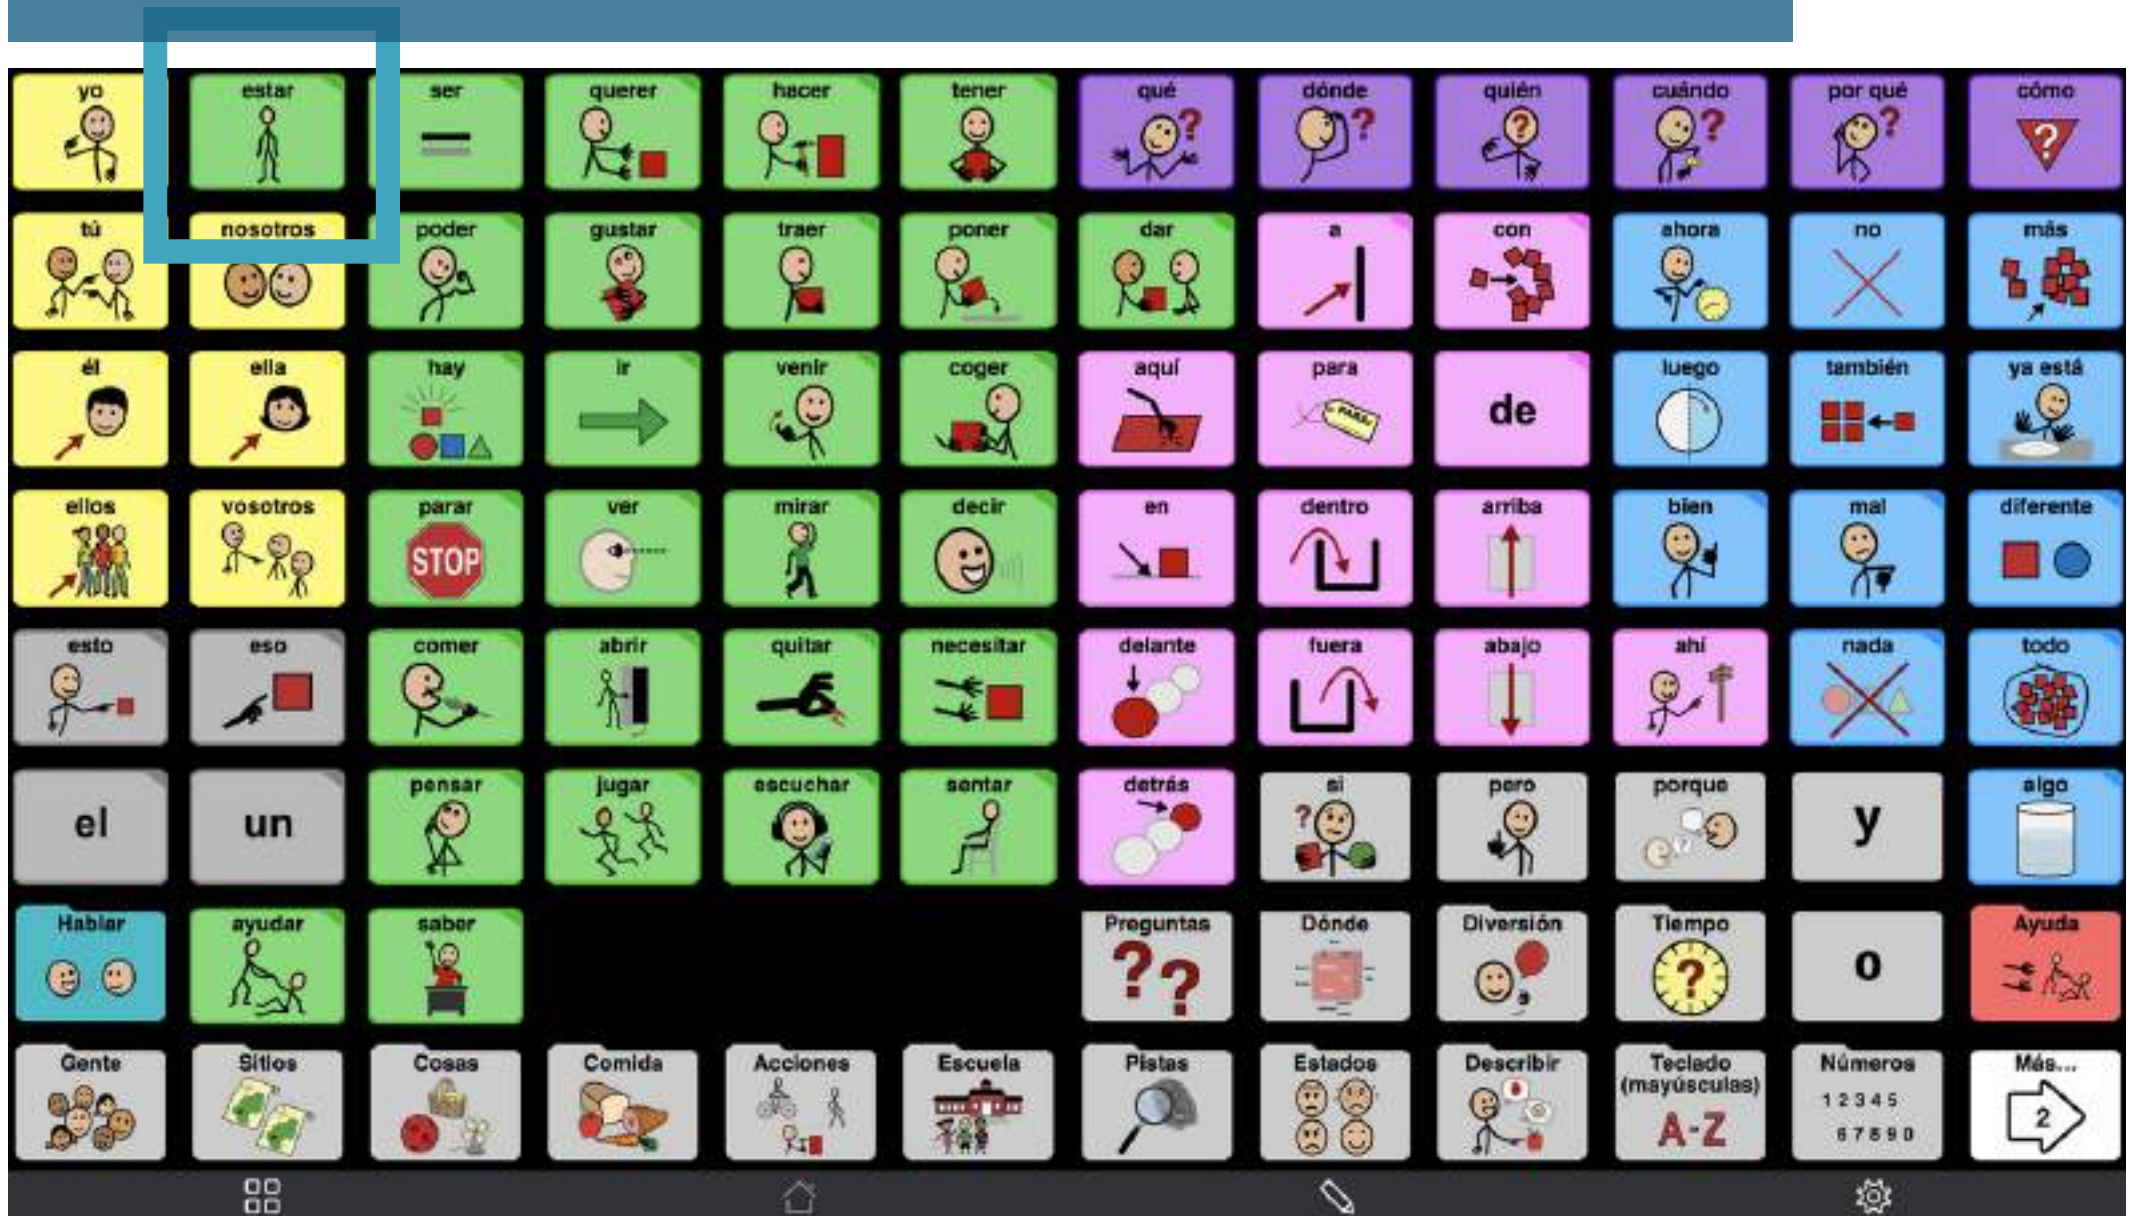 yo
estar
ser
querer
hacer
tener
qué
dónde
quién
cuándo
por qué
cómo
tú
nosotros
poder
gustar
traer
poner
dar
a
con
ahora
no
más
él
ella
hay
ir
venir
coger
aquí
para
PARA:
de
luego
también
ya está
ellos
vosotros
parar
STOP
ver
mirar
decir
en
dentro
arriba
bien
mal
diferente
esto
eso
comer
abrir
quitar
necesitar
delante
fuera
abajo
ahí
nada
todo
el
un
pensar
jugar
escuchar
sentar
detrás
si
pero
porque
y
algo
Hablar
ayudar
saber
Preguntas
??
Dónde
Diversión
Tiempo
?
o
Ayuda
Gente
Sitios
Cosas
Comida
Acciones
Escuela
Pistas
Estados
Describir
Teclado
(mayúsculas)
A-Z
Números
1 2 3 4 5
6 7 8 9 0
Más...
2